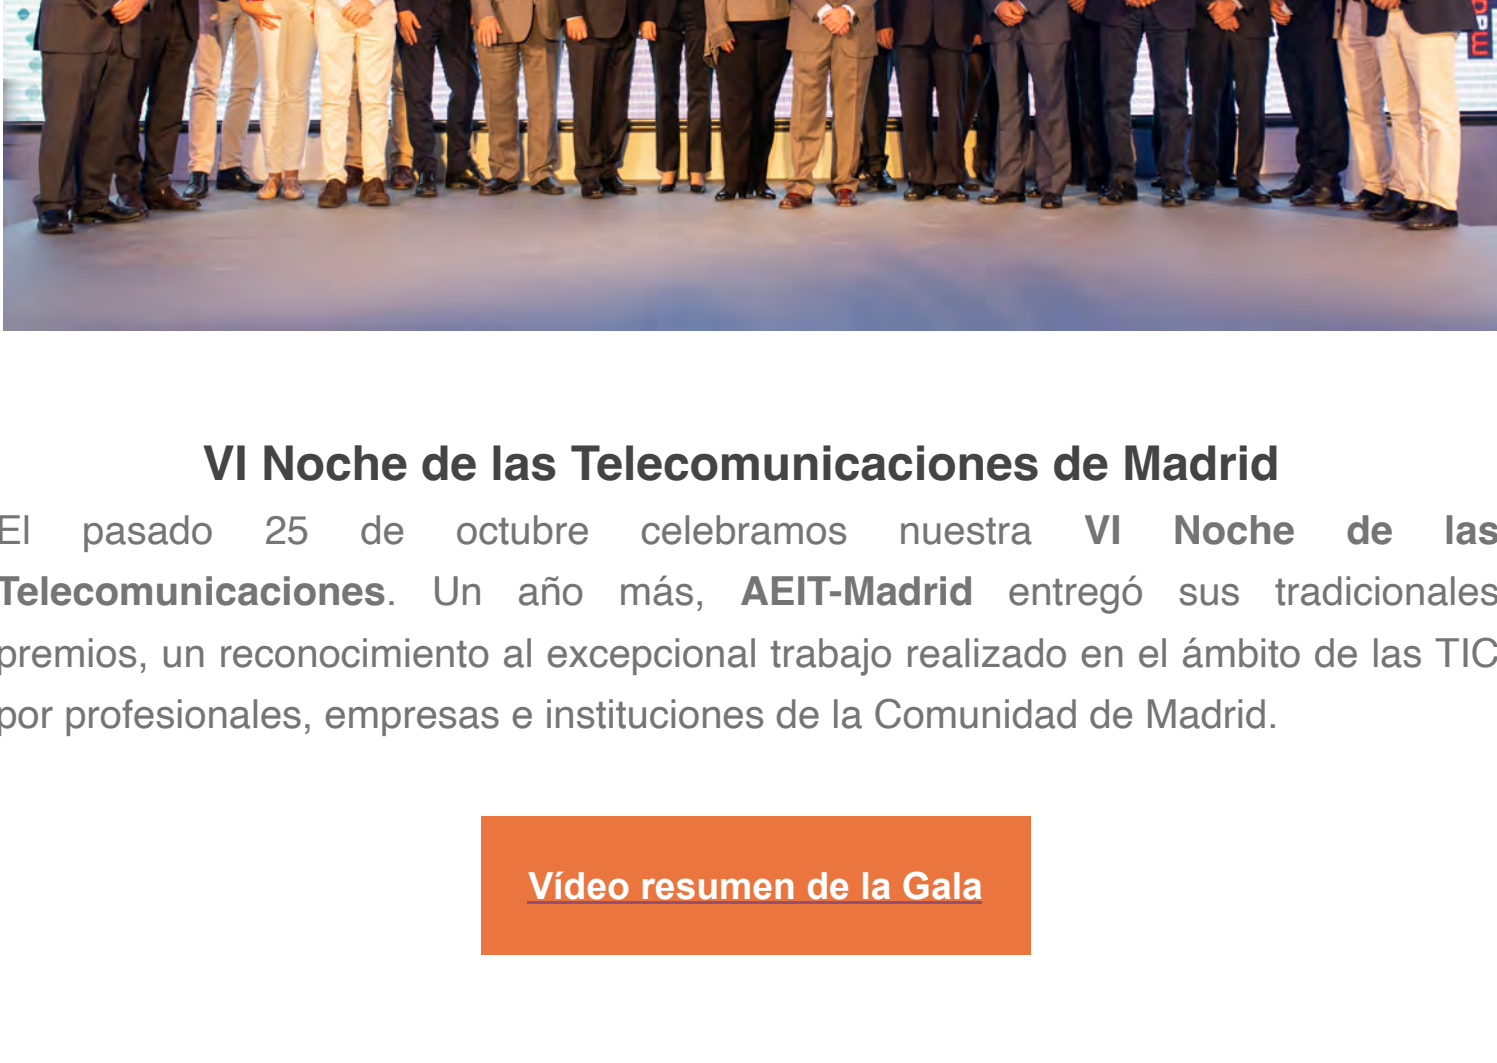 VI Noche de las Telecomunicaciones de Madrid
El pasado 25 de octubre celebramos nuestra VI Noche de las
Telecomunicaciones. Un año más, AEIT-Madrid entregó sus tradicionales
premios, un reconocimiento al excepcional trabajo realizado en el ámbito de las TIC
por profesionales, empresas e instituciones de la Comunidad de Madrid.
Vídeo resumen de la Gala